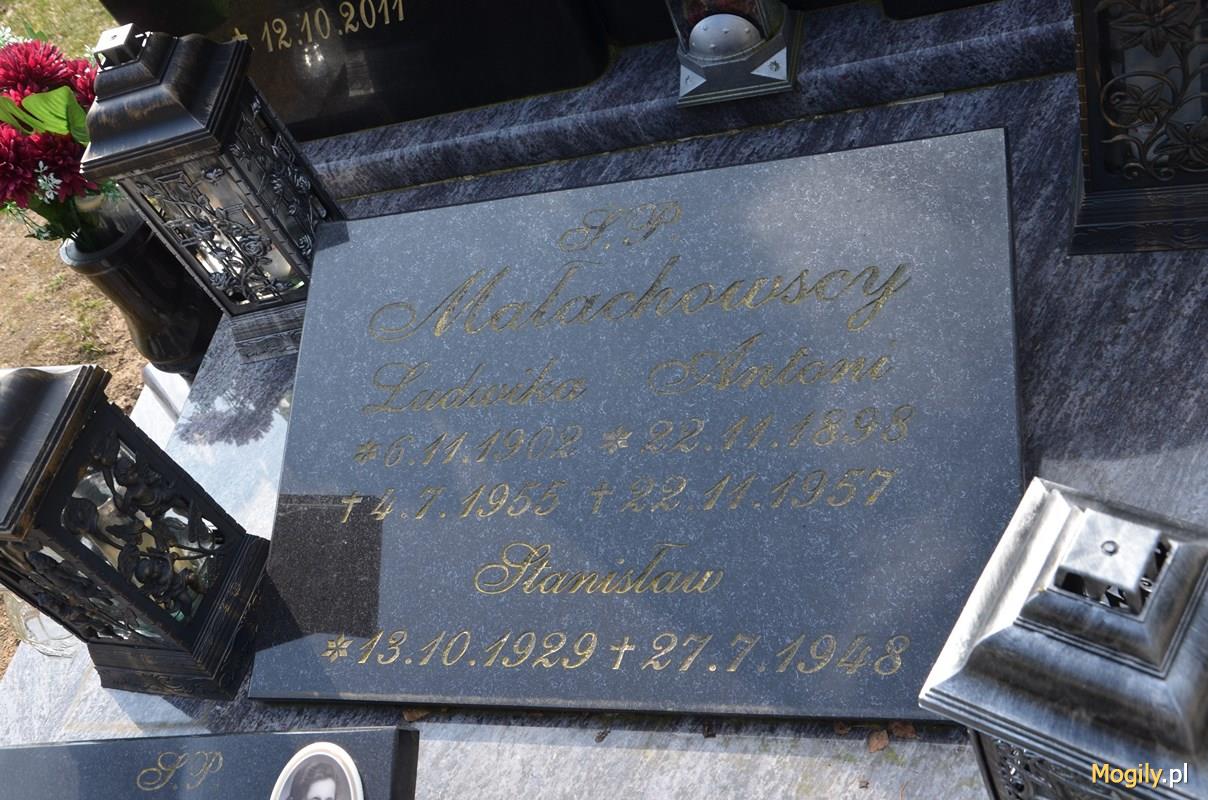 ✝ 12.10.2011
Ś.P.
Małachowscy
Ludwika Antoni
*6.11.1902 *22.11.1898
✝4.7.1955 ✝22.11.1957
Stanisław
*13.10.1929 ✝27.7.1948
Ś.P.
Mogily.pl